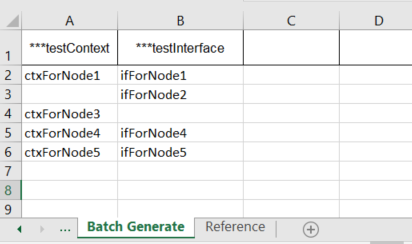 A B C D
1 ***testContext ***testInterface
2 ctxForNode1 ifForNode1
3 ifForNode2
4 ctxForNode3
5 ctxForNode4 ifForNode4
6 ctxForNode5 ifForNode5
7
8
9
... Batch Generate Reference